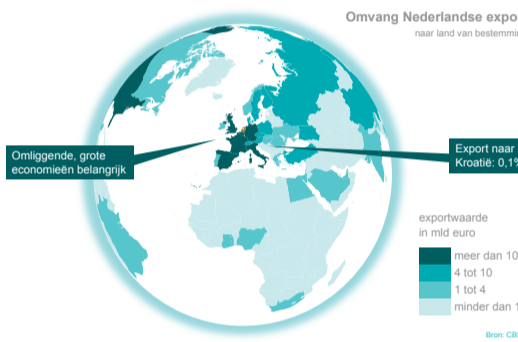 Omvang Nederlandse expo
naar land van bestemmin
Omliggende, grote
economieën belangrijk
Export naar
Kroatië: 0,1%
exportwaarde
in mld euro
meer dan 10
4 tot 10
1 tot 4
minder dan 1
Bron: CB